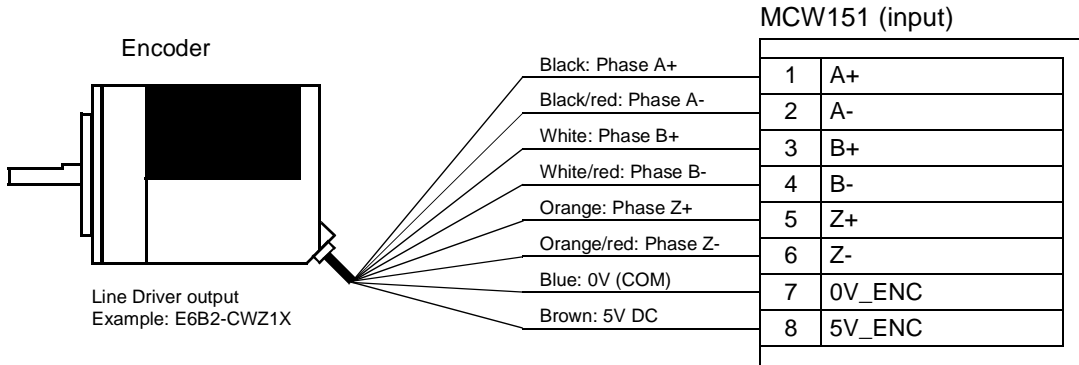 MCW151 (input)
Encoder
Black: Phase A+
1 A+
Black/red: Phase A-
2 A-
White: Phase B+
3 B+
White/red: Phase B-
4 B-
Orange: Phase Z+
5 Z+
Orange/red: Phase Z-
6 Z-
Blue: 0V (COM)
7 0V_ENC
Brown: 5V DC
8 5V_ENC
Line Driver output
Example: E6B2-CWZ1X